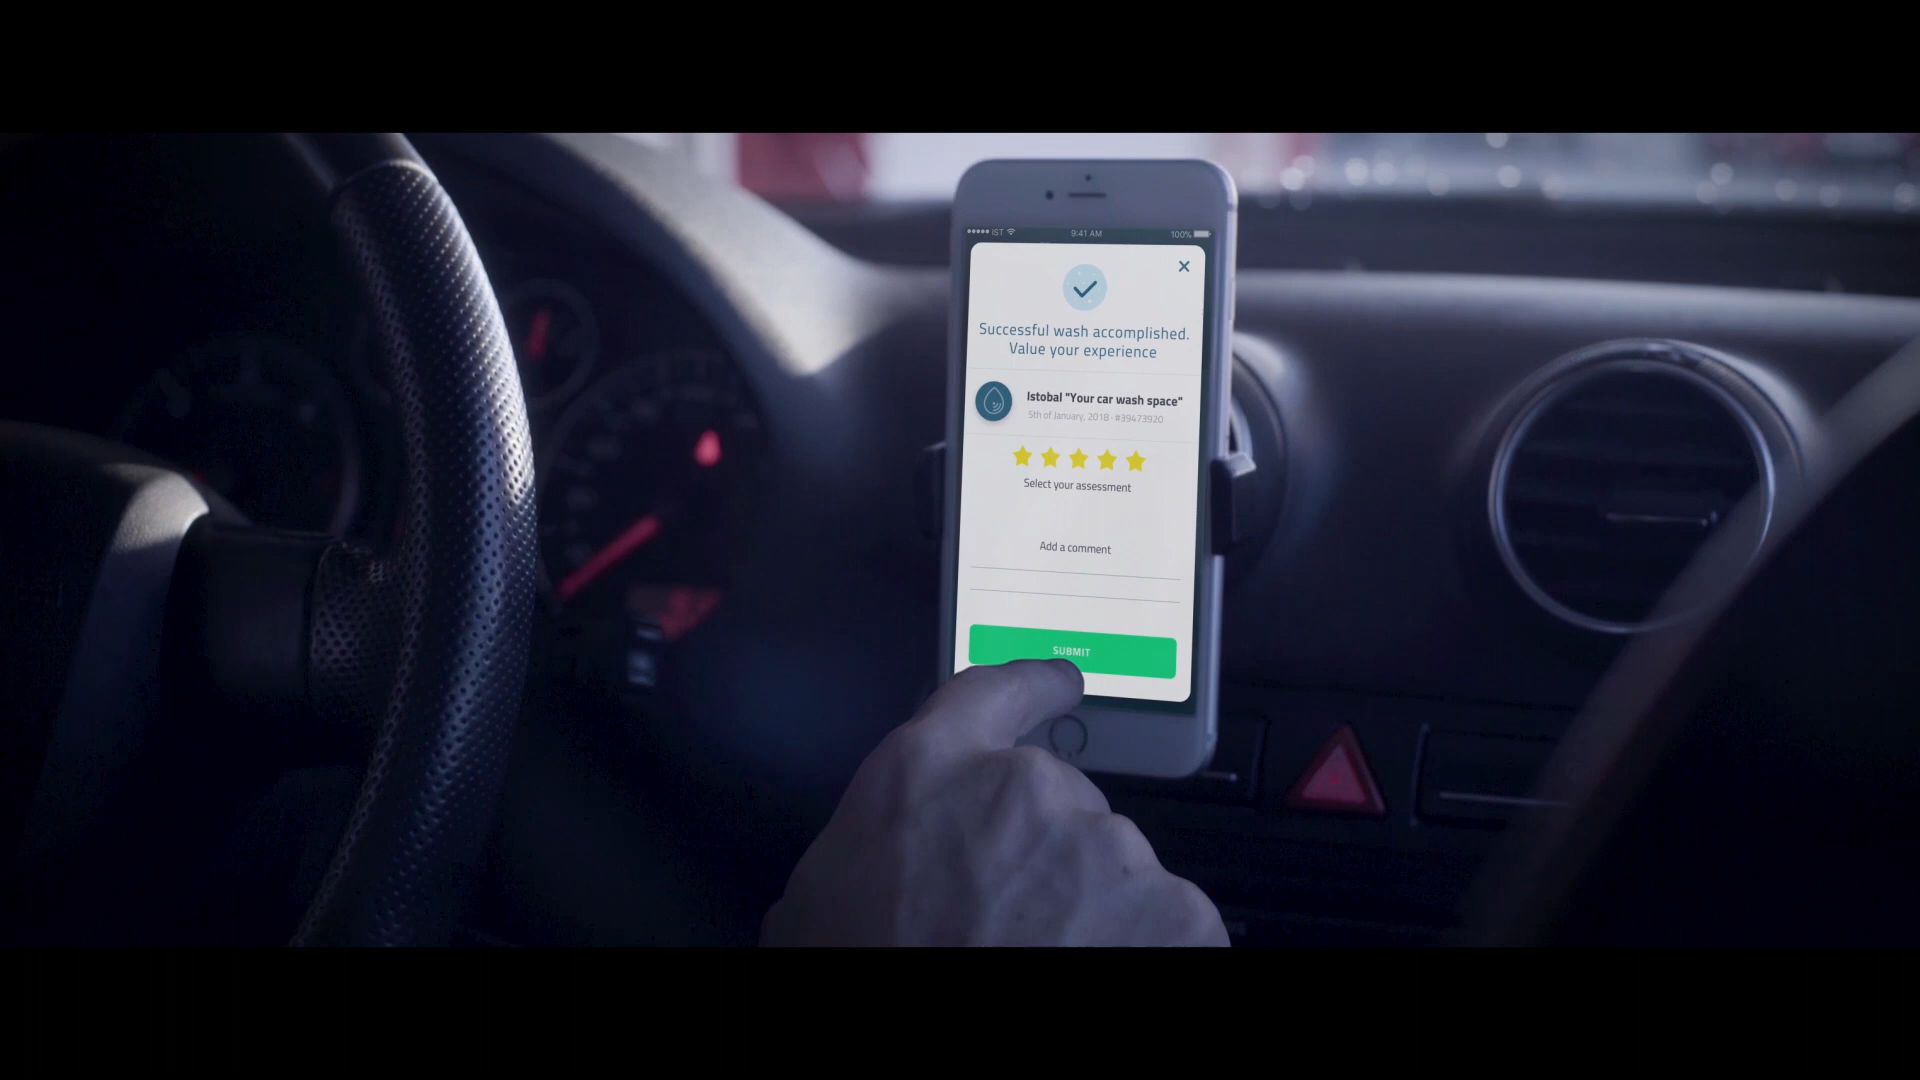 IST 9:41 AM 100%
Successful wash accomplished.
Value your experience
Istobal "Your car wash space"
5th of January, 2018 - #39473920
Select your assessment
Add a comment
SUBMIT